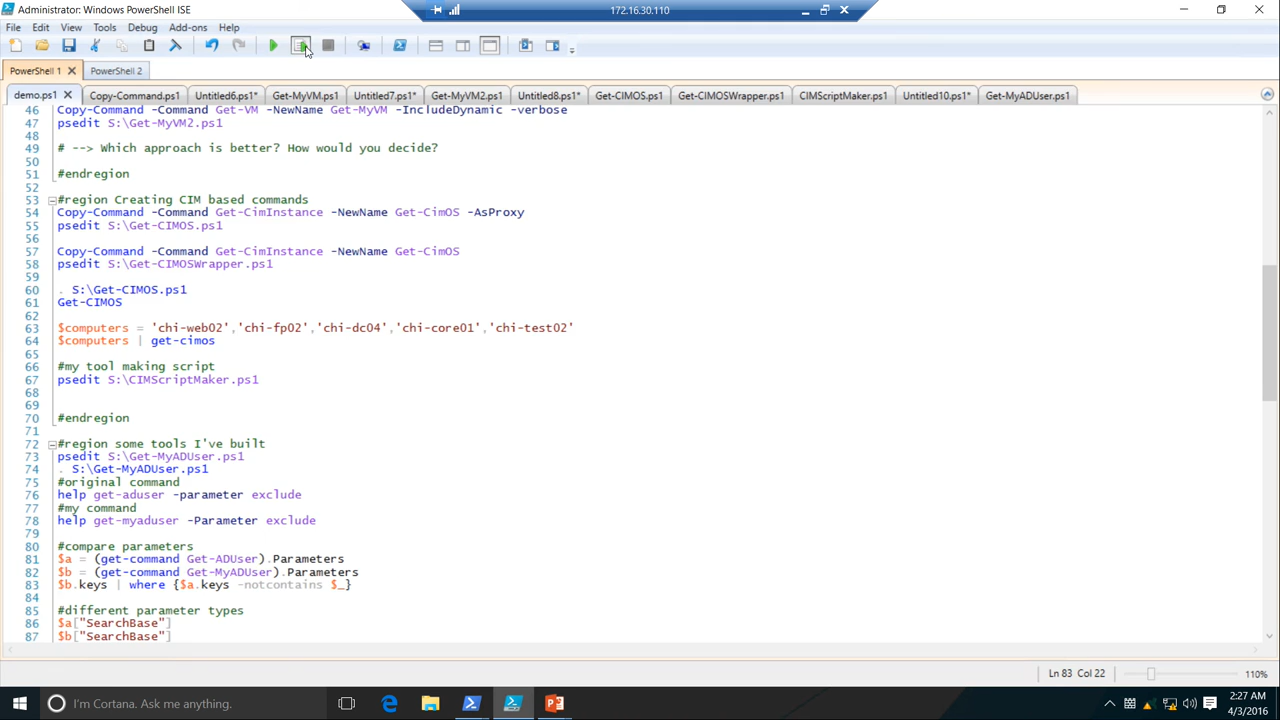 Administrator: Windows PowerShell ISE
172.16.30.110
File Edit View Tools Debug Add-ons Help
PowerShell 1 PowerShell 2
demo.ps1 Copy-Command.ps1 Untitled6.ps1* Get-MyVM.ps1 Untitled7.ps1* Get-MyVM2.ps1 Untitled8.ps1* Get-CIMOS.ps1 Get-CIMOSWrapper.ps1 CIMScriptMaker.ps1 Untitled10.ps1* Get-MyADUser.ps1
46 Copy-Command Get-VM -NewName Get-MyVM -IncludeDynamic -verbose
47 psedit S:\Get-MyVM2.ps1
48
49 # --> Which approach is better? How would you decide?
50
51 #endregion
52
53 #region Creating CIM based commands
54 Copy-Command -Command Get-CimInstance -NewName Get-CimOS -AsProxy
55 psedit S:\Get-CIMOS.ps1
56
57 Copy-Command -Command Get-CimInstance -NewName Get-CimOS
58 psedit S:\Get-CIMOSWrapper.ps1
59
60 . S:\Get-CIMOS.ps1
61 Get-CIMOS
62
63 $computers = 'chi-web02','chi-fp02','chi-dc04','chi-core01','chi-test02'
64 $computers | get-cimos
65
66 #my tool making script
67 psedit S:\CIMScriptMaker.ps1
68
69
70 #endregion
71
72 #region some tools I've built
73 psedit S:\Get-MyADUser.ps1
74 . S:\Get-MyADUser.ps1
75 #original command
76 help get-aduser -parameter exclude
77 #my command
78 help get-myaduser -Parameter exclude
79
80 #compare parameters
81 $a = (get-command Get-ADUser).Parameters
82 $b = (get-command Get-MyADUser).Parameters
83 $b.keys | where {$a.keys -notcontains $_}
84
85 #different parameter types
86 $a["SearchBase"]
87 $b["SearchBase"]
Ln 83 Col 22 110%
I'm Cortana. Ask me anything.
2:27 AM
4/3/2016